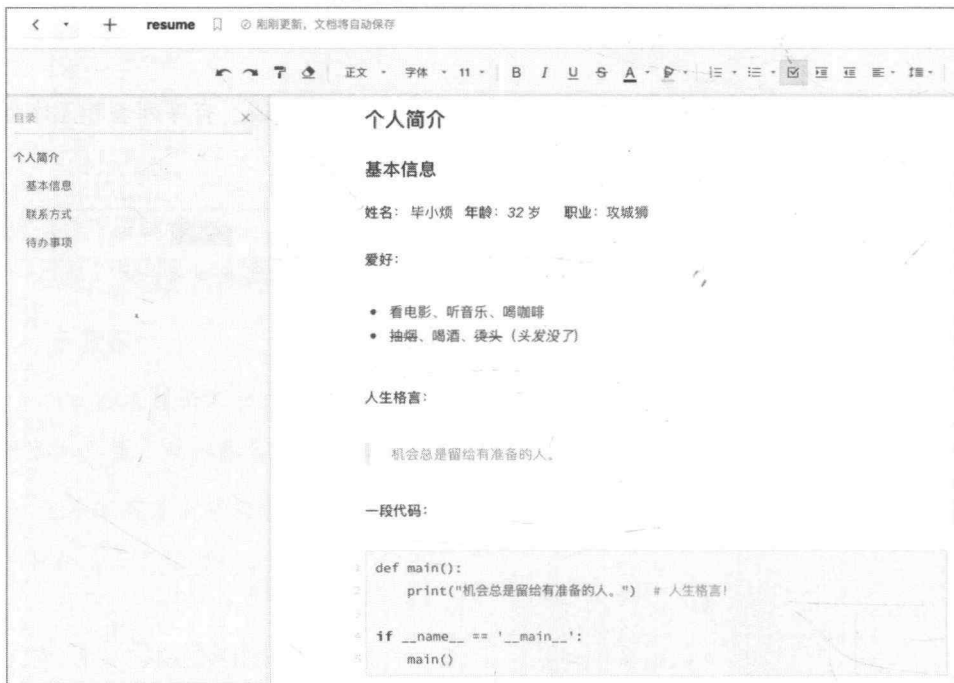 resume 刚刚更新，文档将自动保存
正文 字体 11 B I U S A
目录 ×
个人简介
基本信息
联系方式
待办事项
个人简介
基本信息
姓名： 毕小烦 年龄：32 岁 职业：攻城狮
爱好：
• 看电影、听音乐、喝咖啡
• 抽烟、喝酒、烫头（头发没了）
人生格言：
机会总是留给有准备的人。
一段代码：
1 def main():
2     print("机会总是留给有准备的人。")  # 人生格言!
3
4 if __name__ == '__main__':
5     main()